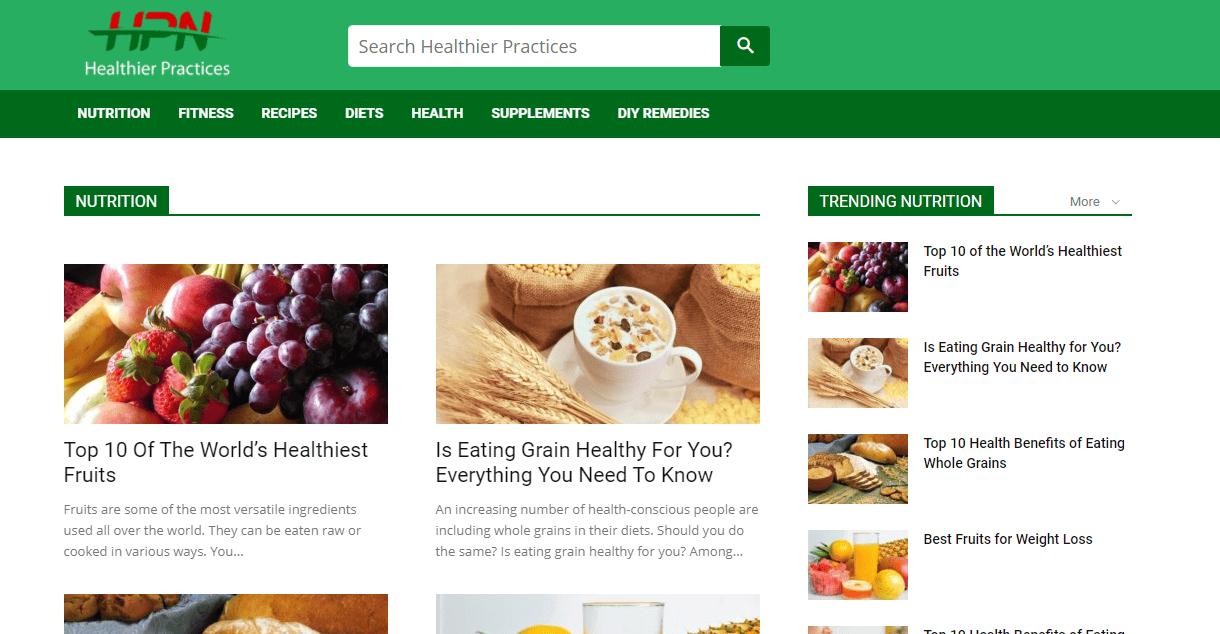 HPN
Healthier Practices
Search Healthier Practices
NUTRITION FITNESS RECIPES DIETS HEALTH SUPPLEMENTS DIY REMEDIES
NUTRITION
Top 10 Of The World’s Healthiest
Fruits
Fruits are some of the most versatile ingredients
used all over the world. They can be eaten raw or
cooked in various ways. You...
Is Eating Grain Healthy For You?
Everything You Need To Know
An increasing number of health-conscious people are
including whole grains in their diets. Should you do
the same? Is eating grain healthy for you? Among...
TRENDING NUTRITION
More
Top 10 of the World’s Healthiest
Fruits
Is Eating Grain Healthy for You?
Everything You Need to Know
Top 10 Health Benefits of Eating
Whole Grains
Best Fruits for Weight Loss
Top 10 Health Benefits of Eating